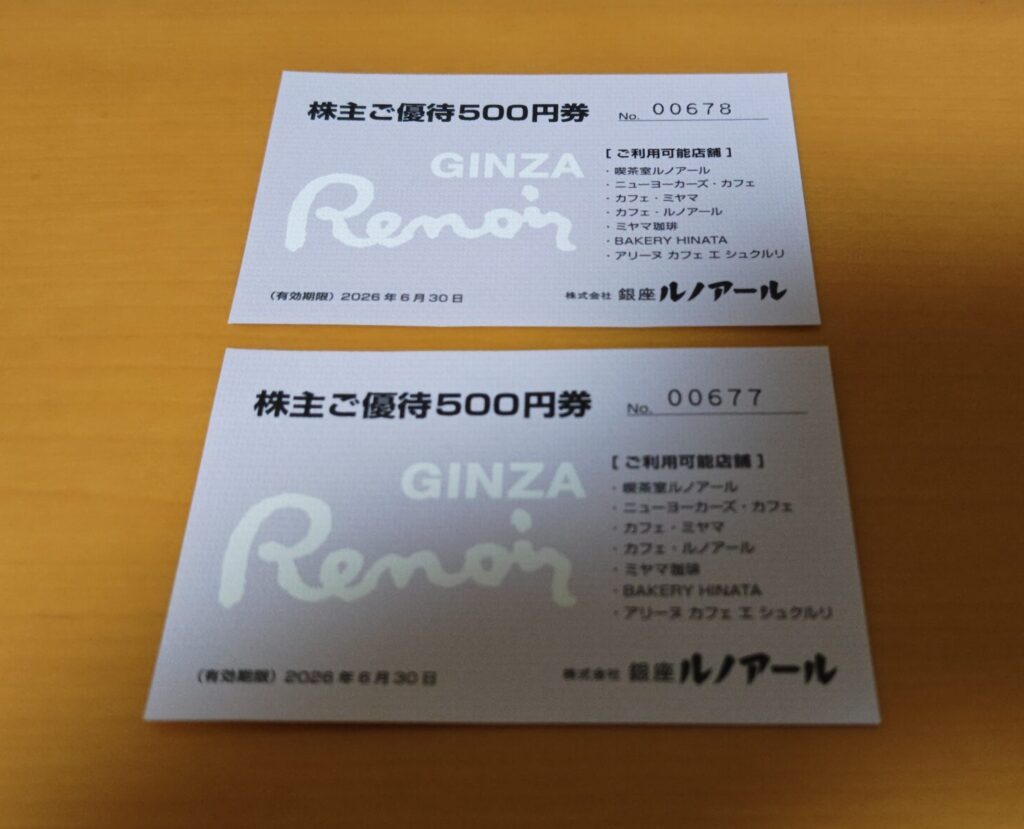 株主ご優待500円券
No. 00678
GINZA
Renoir
[ ご利用可能店舗 ]
・喫茶室ルノアール
・ニューヨーカーズ・カフェ
・カフェ・ミヤマ
・カフェ・ルノアール
・ミヤマ珈琲
・BAKERY HINATA
・アリーヌ カフェ エ シュクルリ
（有効期限）2026年6月30日
株式会社 銀座 ルノアール
株主ご優待500円券
No. 00677
GINZA
Renoir
[ ご利用可能店舗 ]
・喫茶室ルノアール
・ニューヨーカーズ・カフェ
・カフェ・ミヤマ
・カフェ・ルノアール
・ミヤマ珈琲
・BAKERY HINATA
・アリーヌ カフェ エ シュクルリ
（有効期限）2026年6月30日
株式会社 銀座 ルノアール